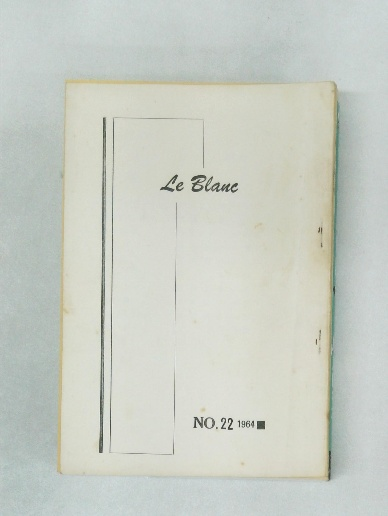 Le Blanc
NO. 22 1964 ■